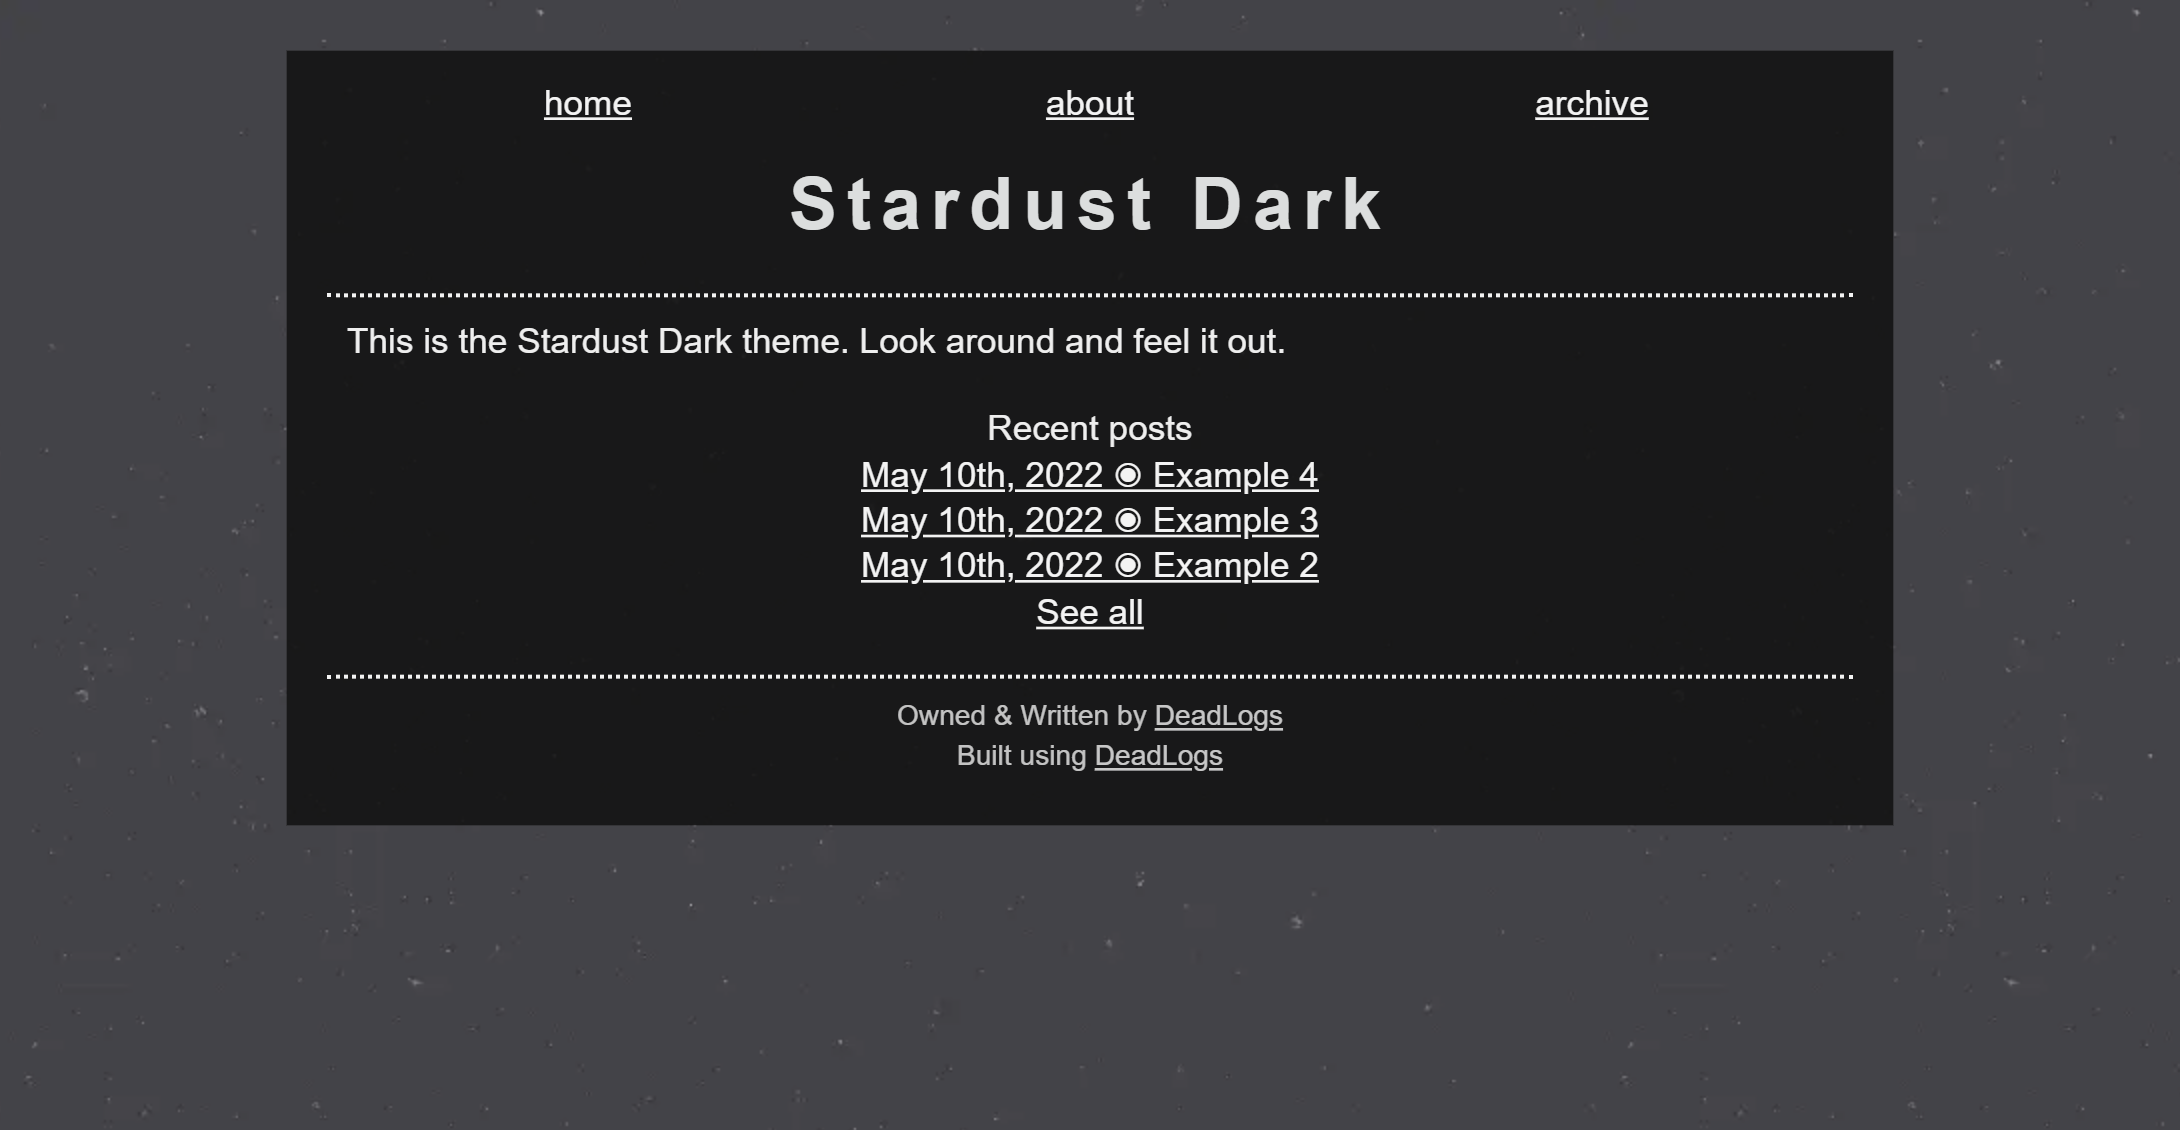 home about archive
Stardust Dark
This is the Stardust Dark theme. Look around and feel it out.
Recent posts
May 10th, 2022 ◉ Example 4
May 10th, 2022 ◉ Example 3
May 10th, 2022 ◉ Example 2
See all
Owned & Written by DeadLogs
Built using DeadLogs